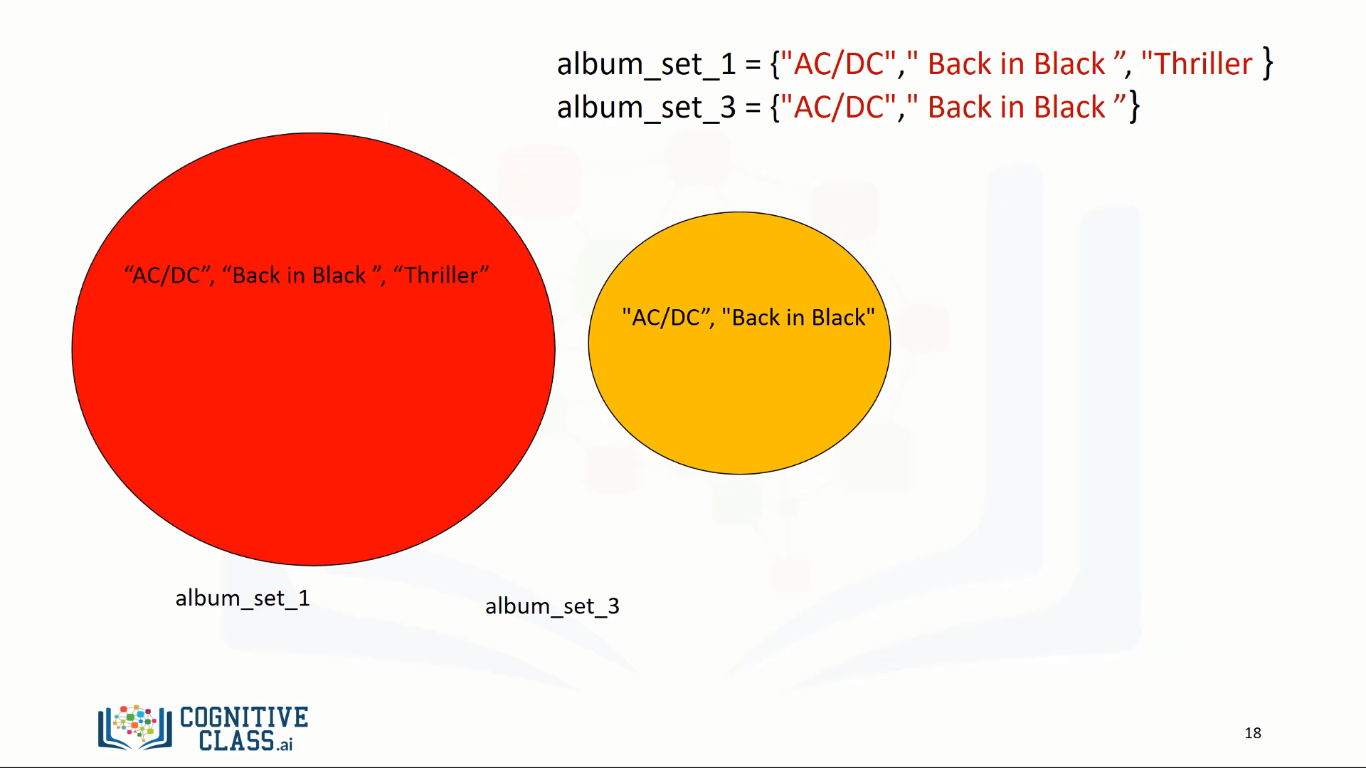 album_set_1 = {"AC/DC"," Back in Black ”, "Thriller }
album_set_3 = {"AC/DC"," Back in Black ”}
“AC/DC”, “Back in Black ”, “Thriller”
"AC/DC”, "Back in Black"
album_set_1
album_set_3
COGNITIVE
CLASS.ai
18